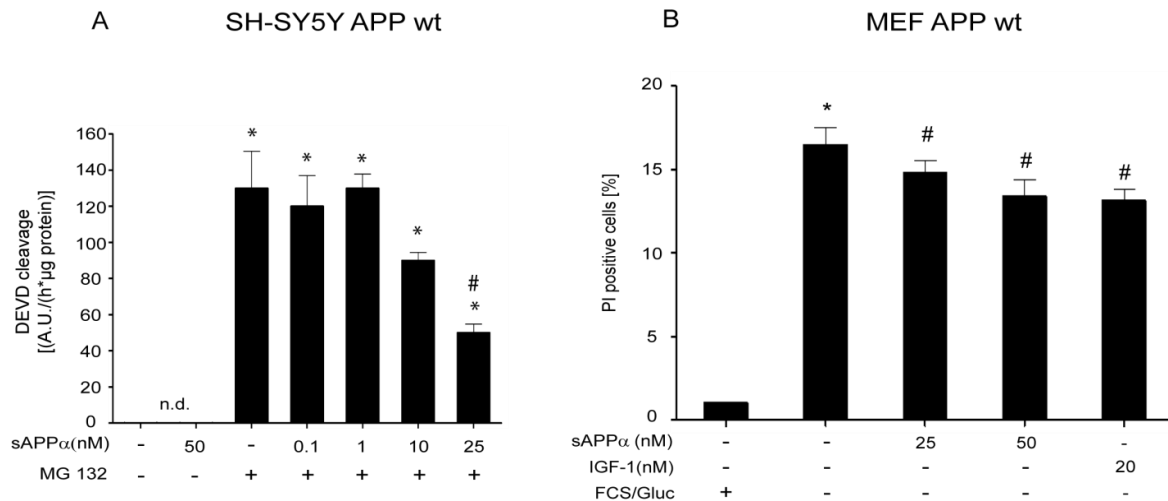 A SH-SY5Y APP wt
DEVD cleavage
[(A.U./(h*µg protein)]
160
140
120
100
80
60
40
20
0
n.d.
* * * * # *
sAPPα(nM) - 50 - 0.1 1 10 25
MG 132 - - + + + + +
B MEF APP wt
PI positive cells [%]
20
15
10
5
0
* # # #
sAPPα (nM) - - 25 50 -
IGF-1(nM) - - - - 20
FCS/Gluc + - - - -